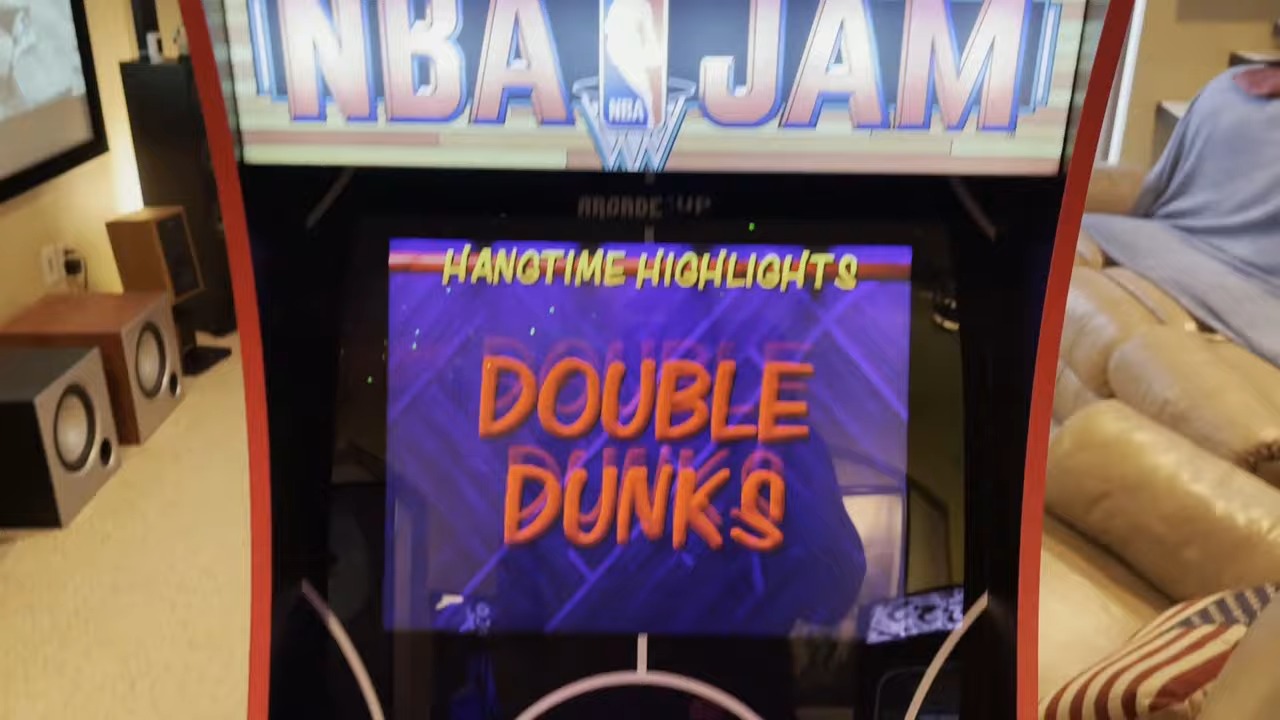 NBA JAM
NBA
ARCADE1UP
HANGTIME HIGHLIGHTS
DOUBLE
DUNKS